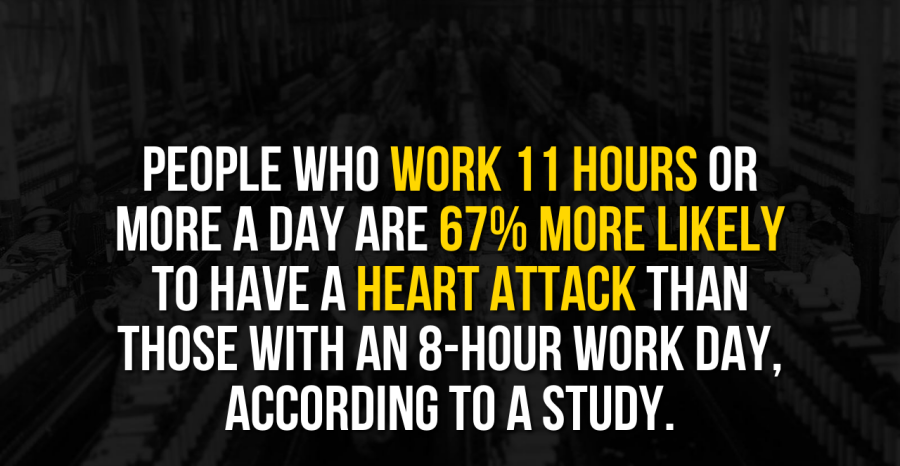 PEOPLE WHO WORK 11 HOURS OR
MORE A DAY ARE 67% MORE LIKELY
TO HAVE A HEART ATTACK THAN
THOSE WITH AN 8-HOUR WORK DAY,
ACCORDING TO A STUDY.